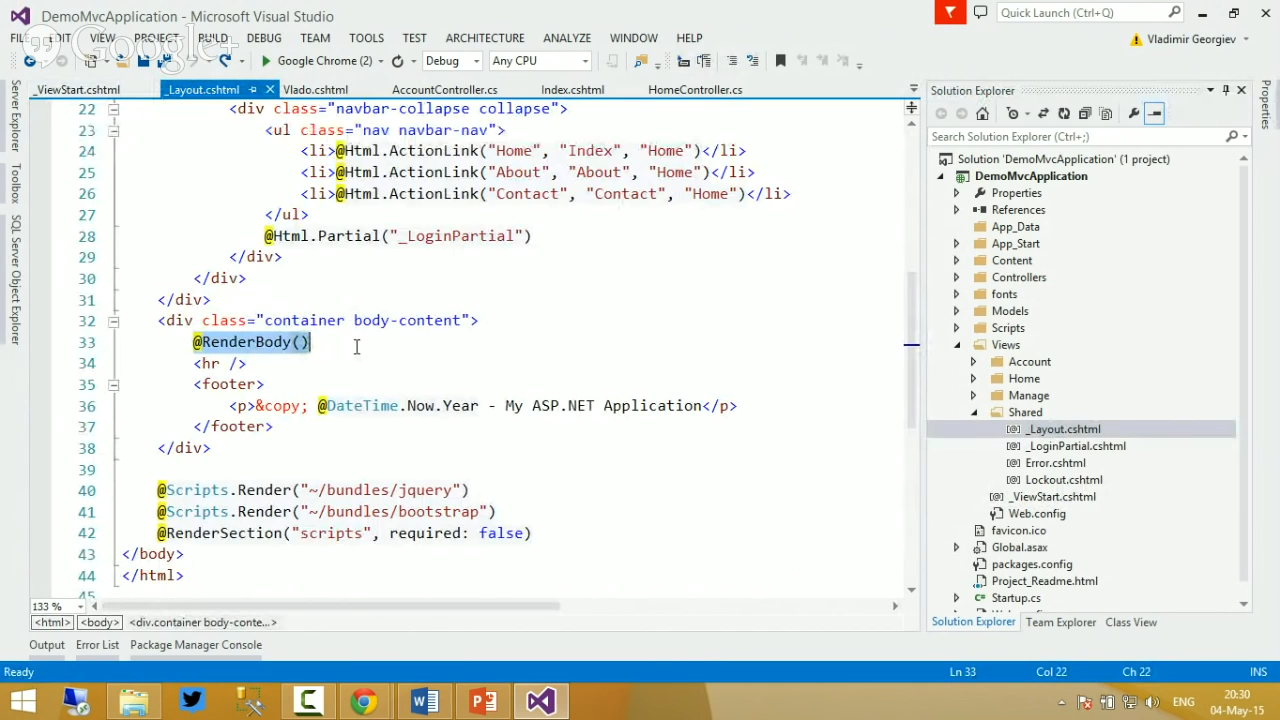 DemoMvcApplication - Microsoft Visual Studio
Quick Launch (Ctrl+Q)
FILE EDIT VIEW PROJECT BUILD DEBUG TEAM TOOLS TEST ARCHITECTURE ANALYZE WINDOW HELP
Vladimir Georgiev
Google+
Google Chrome (2) Debug Any CPU
_ViewStart.cshtml _Layout.cshtml Vlado.cshtml AccountController.cs Index.cshtml HomeController.cs
Server Explorer
Toolbox
SQL Server Object Explorer
22 <div class="navbar-collapse collapse">
23 <ul class="nav navbar-nav">
24 <li>@Html.ActionLink("Home", "Index", "Home")</li>
25 <li>@Html.ActionLink("About", "About", "Home")</li>
26 <li>@Html.ActionLink("Contact", "Contact", "Home")</li>
27 </ul>
28 @Html.Partial("_LoginPartial")
29 </div>
30 </div>
31 </div>
32 <div class="container body-content">
33 @RenderBody()
34 <hr />
35 <footer>
36 <p>&copy; @DateTime.Now.Year - My ASP.NET Application</p>
37 </footer>
38 </div>
39
40 @Scripts.Render("~/bundles/jquery")
41 @Scripts.Render("~/bundles/bootstrap")
42 @RenderSection("scripts", required: false)
43 </body>
44 </html>
45
133 %
<html> <body> <div.container body-conte...>
Output Error List Package Manager Console
Solution Explorer
Search Solution Explorer (Ctrl+;)
Solution 'DemoMvcApplication' (1 project)
DemoMvcApplication
Properties
References
App_Data
App_Start
Content
Controllers
fonts
Models
Scripts
Views
Account
Home
Manage
Shared
_Layout.cshtml
_LoginPartial.cshtml
Error.cshtml
Lockout.cshtml
_ViewStart.cshtml
Web.config
favicon.ico
Global.asax
packages.config
Project_Readme.html
Startup.cs
Solution Explorer Team Explorer Class View
Properties
Ready Ln 33 Col 22 Ch 22 INS
ENG
20:30
04-May-15